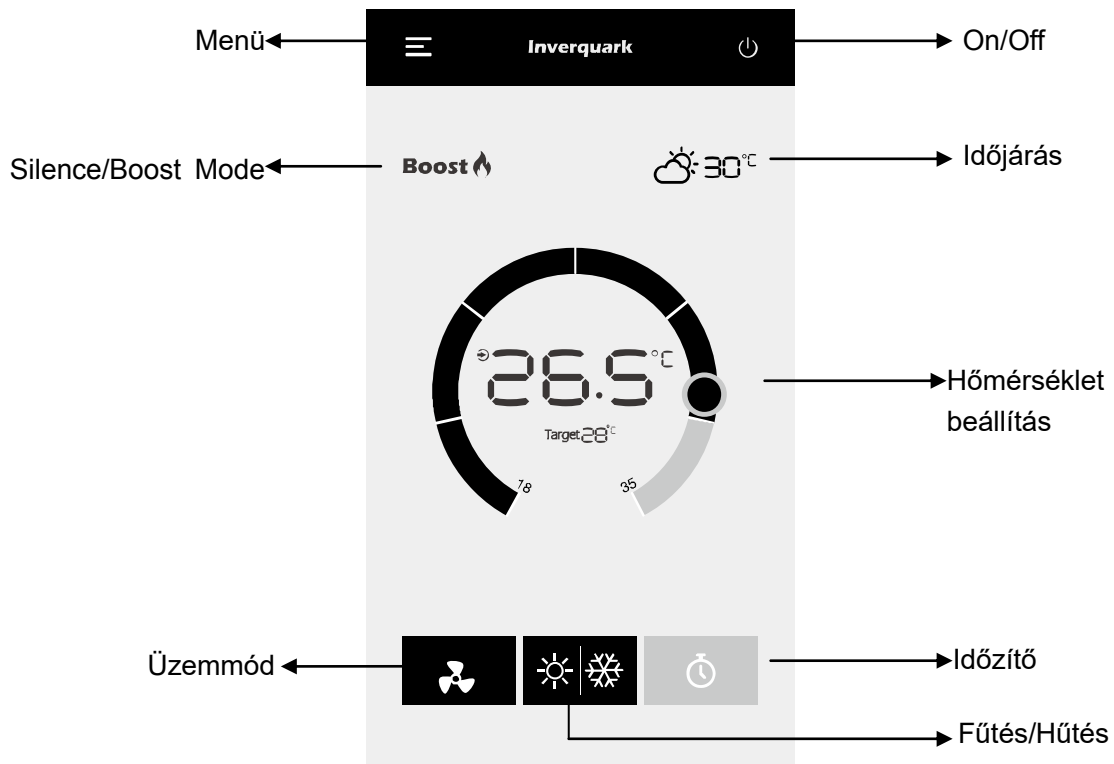 Menü
Inverquark
On/Off
Silence/Boost Mode
Boost
30°C
Időjárás
26.5°C
Target 28°C
18
35
Hőmérséklet
beállítás
Üzemmód
Időzítő
Fűtés/Hűtés